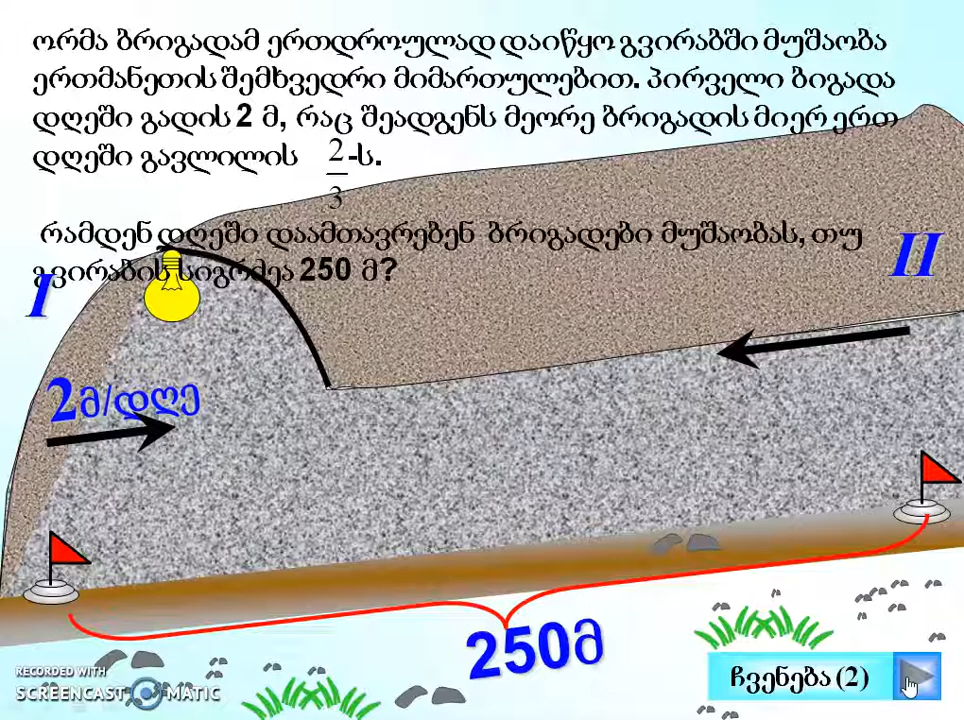 ორმა ბრიგადამ ერთდროულად დაიწყო გვირაბში მუშაობა
ერთმანეთის შემხვედრი მიმართულებით. პირველი ბიგადა
დღეში გადის 2 მ, რაც შეადგენს მეორე ბრიგადის მიერ ერთ
დღეში გავლილის 2/3 -ს.
რამდენ დღეში დაამთავრებენ ბრიგადები მუშაობას, თუ
გვირაბის სიგრძეა 250 მ?
I
II
2მ/დღე
250მ
ჩვენება (2)
RECORDED WITH
SCREENCAST MATIC